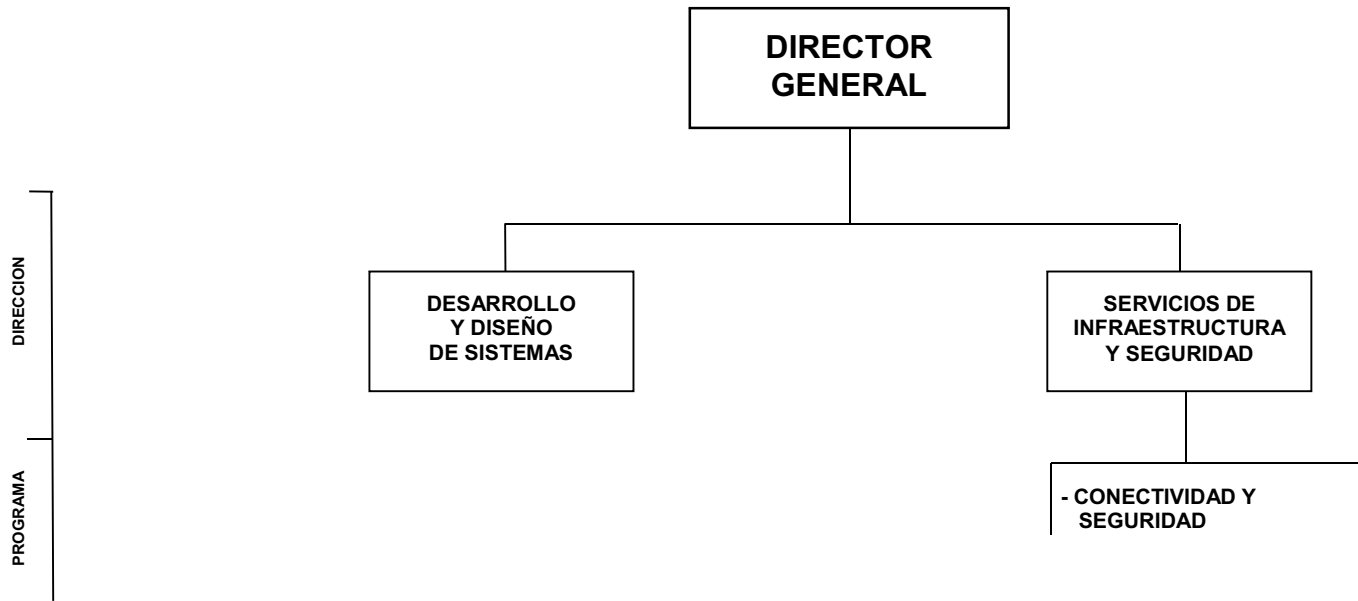 DIRECTOR
GENERAL
DIRECCION
DESARROLLO
Y DISEÑO
DE SISTEMAS
SERVICIOS DE
INFRAESTRUCTURA
Y SEGURIDAD
PROGRAMA
- CONECTIVIDAD Y
SEGURIDAD